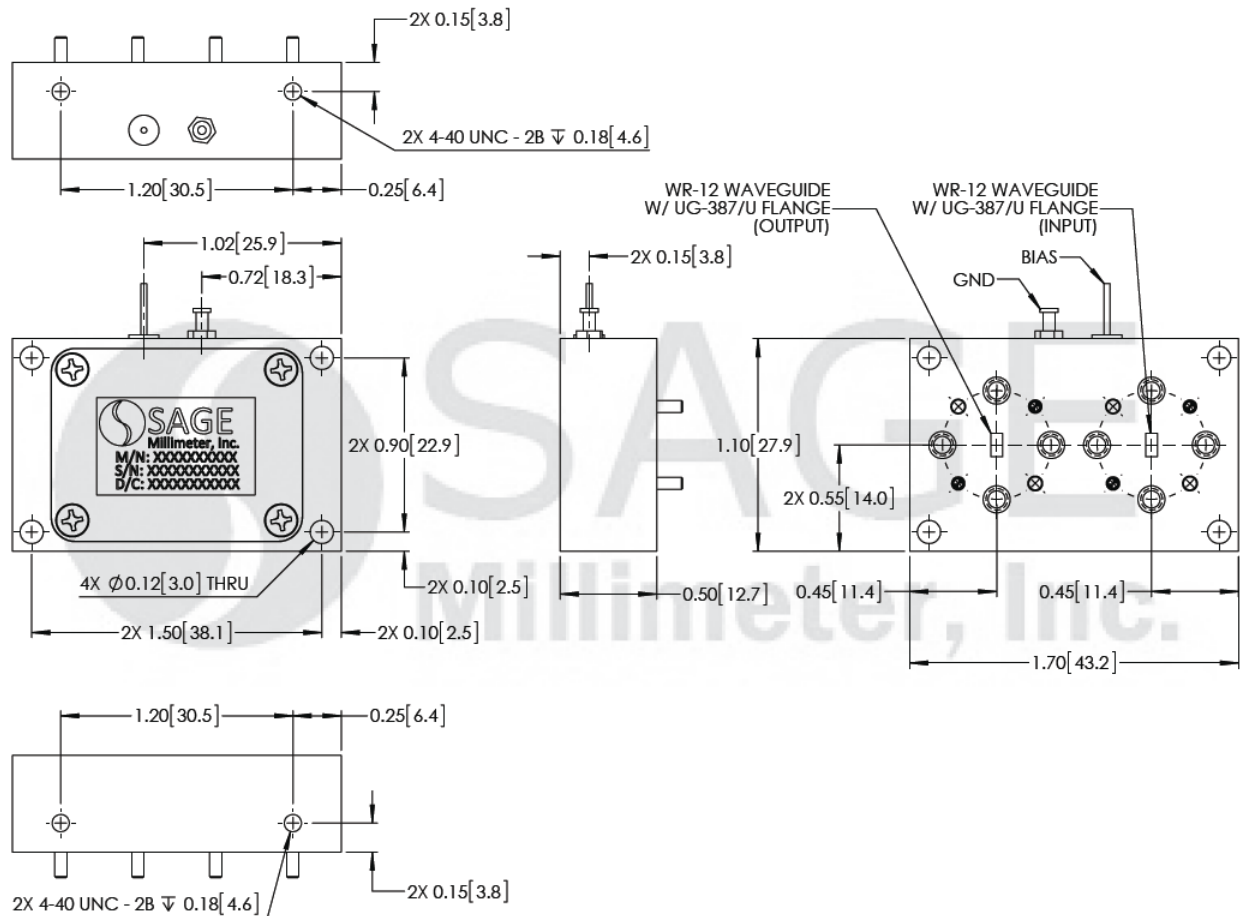 2X 0.15[3.8]
2X 4-40 UNC - 2B ↧ 0.18[4.6]
1.20[30.5]
0.25[6.4]
WR-12 WAVEGUIDE
W/ UG-387/U FLANGE
(OUTPUT)
WR-12 WAVEGUIDE
W/ UG-387/U FLANGE
(INPUT)
1.02[25.9]
0.72[18.3]
2X 0.15[3.8]
GND
BIAS
SAGE
Millimeter, Inc.
M/N: XXXXXXXXXX
S/N: XXXXXXXXXXX
D/C: XXXXXXXXXXX
2X 0.90[22.9]
1.10[27.9]
2X 0.55[14.0]
4X Ø0.12[3.0] THRU
2X 0.10[2.5]
2X 1.50[38.1]
2X 0.10[2.5]
0.50[12.7]
0.45[11.4]
0.45[11.4]
1.70[43.2]
SAGE
Millimeter, Inc.
1.20[30.5]
0.25[6.4]
2X 4-40 UNC - 2B ↧ 0.18[4.6]
2X 0.15[3.8]